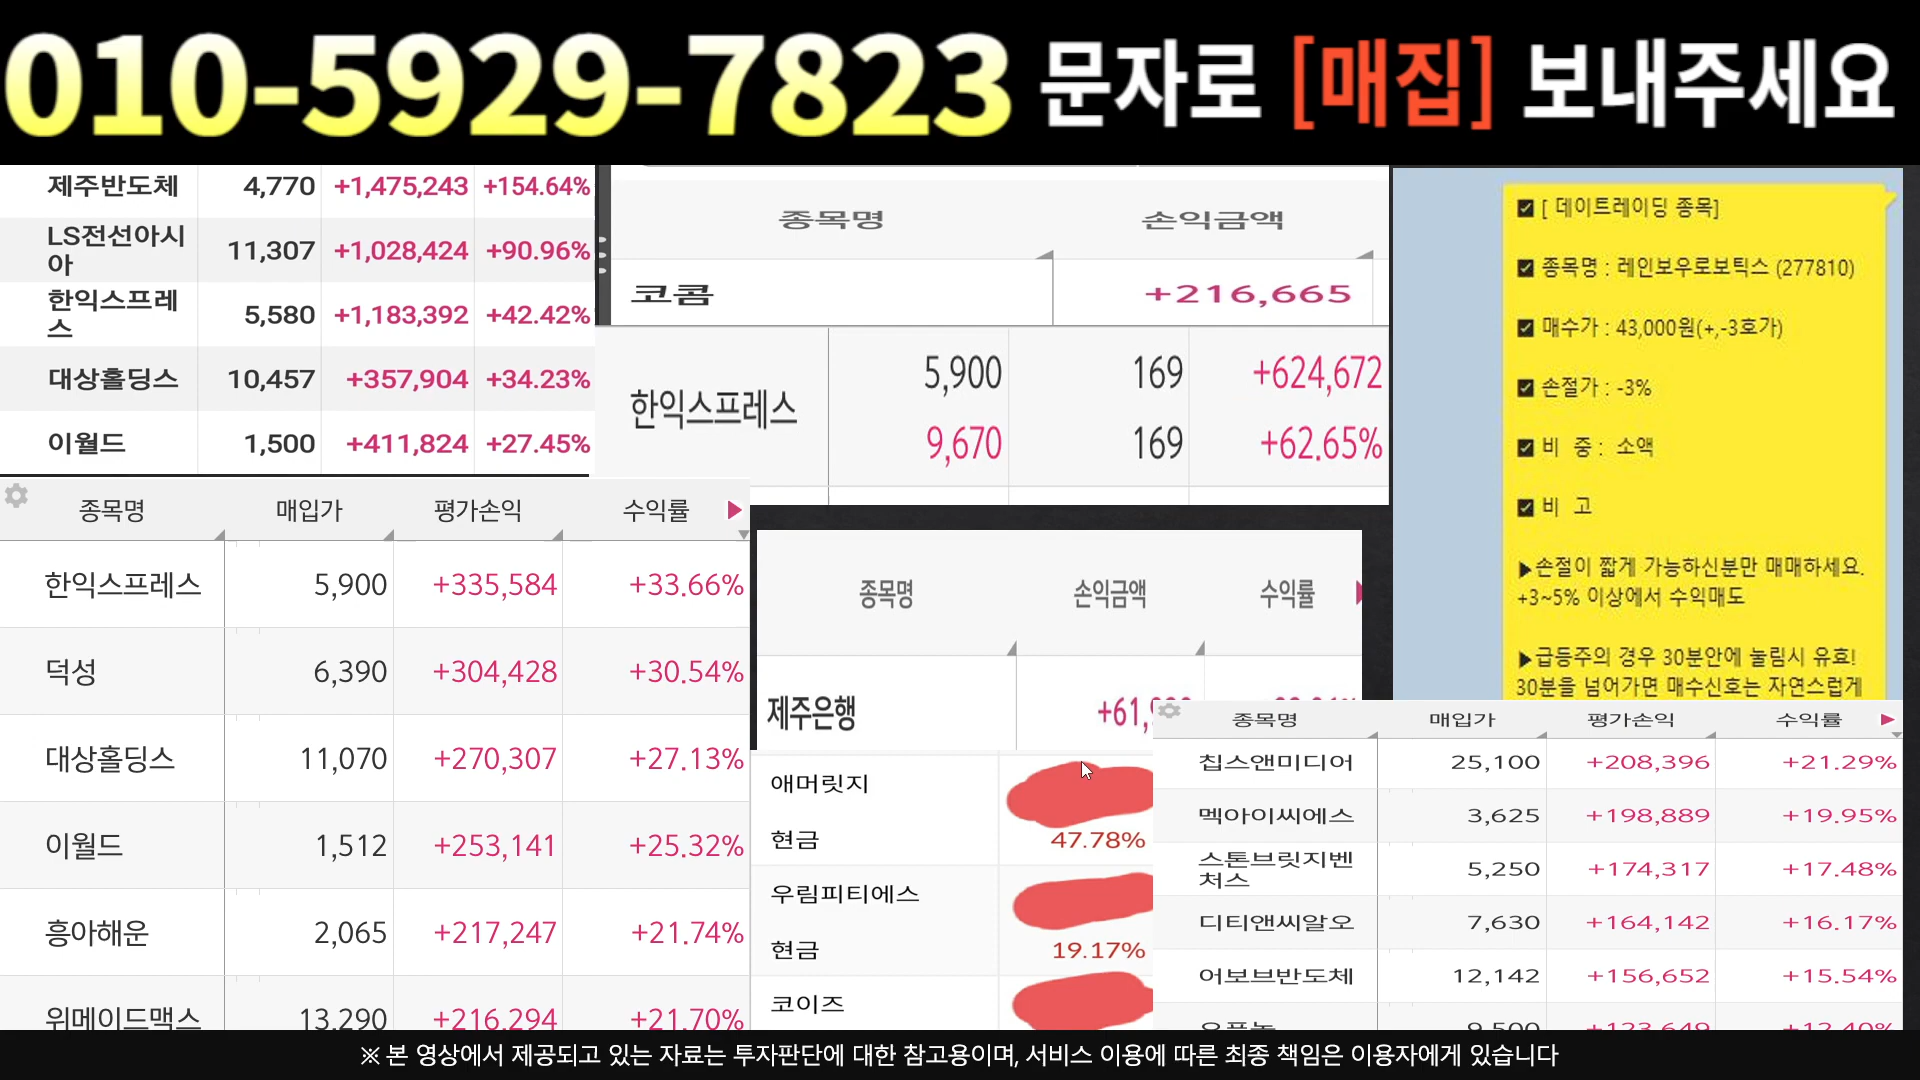 010-5929-7823 문자로 [매집] 보내주세요
제주반도체 4,770 +1,475,243 +154.64%
LS전선아시아 11,307 +1,028,424 +90.96%
한익스프레스 5,580 +1,183,392 +42.42%
대상홀딩스 10,457 +357,904 +34.23%
이월드 1,500 +411,824 +27.45%
종목명 손익금액
코콤 +216,665
한익스프레스
5,900 169 +624,672
9,670 169 +62.65%
☑ [ 데이트레이딩 종목]
☑ 종목명 : 레인보우로보틱스 (277810)
☑ 매수가 : 43,000원(+,-3호가)
☑ 손절가 : -3%
☑ 비 중 : 소액
☑ 비 고
▶손절이 짧게 가능하신분만 매매하세요.
+3~5% 이상에서 수익매도
▶급등주의 경우 30분안에 눌림시 유효!
30분을 넘어가면 매수신호는 자연스럽게
종목명 매입가 평가손익 수익률
한익스프레스 5,900 +335,584 +33.66%
덕성 6,390 +304,428 +30.54%
대상홀딩스 11,070 +270,307 +27.13%
이월드 1,512 +253,141 +25.32%
흥아해운 2,065 +217,247 +21.74%
위메이드맥스 13,290 +216,294 +21.70%
종목명 손익금액 수익률
제주은행
애머릿지
현금 47.78%
우림피티에스
현금 19.17%
코이즈
종목명 매입가 평가손익 수익률
칩스앤미디어 25,100 +208,396 +21.29%
멕아이씨에스 3,625 +198,889 +19.95%
스톤브릿지벤처스 5,250 +174,317 +17.48%
디티앤씨알오 7,630 +164,142 +16.17%
어보브반도체 12,142 +156,652 +15.54%
※ 본 영상에서 제공되고 있는 자료는 투자판단에 대한 참고용이며, 서비스 이용에 따른 최종 책임은 이용자에게 있습니다